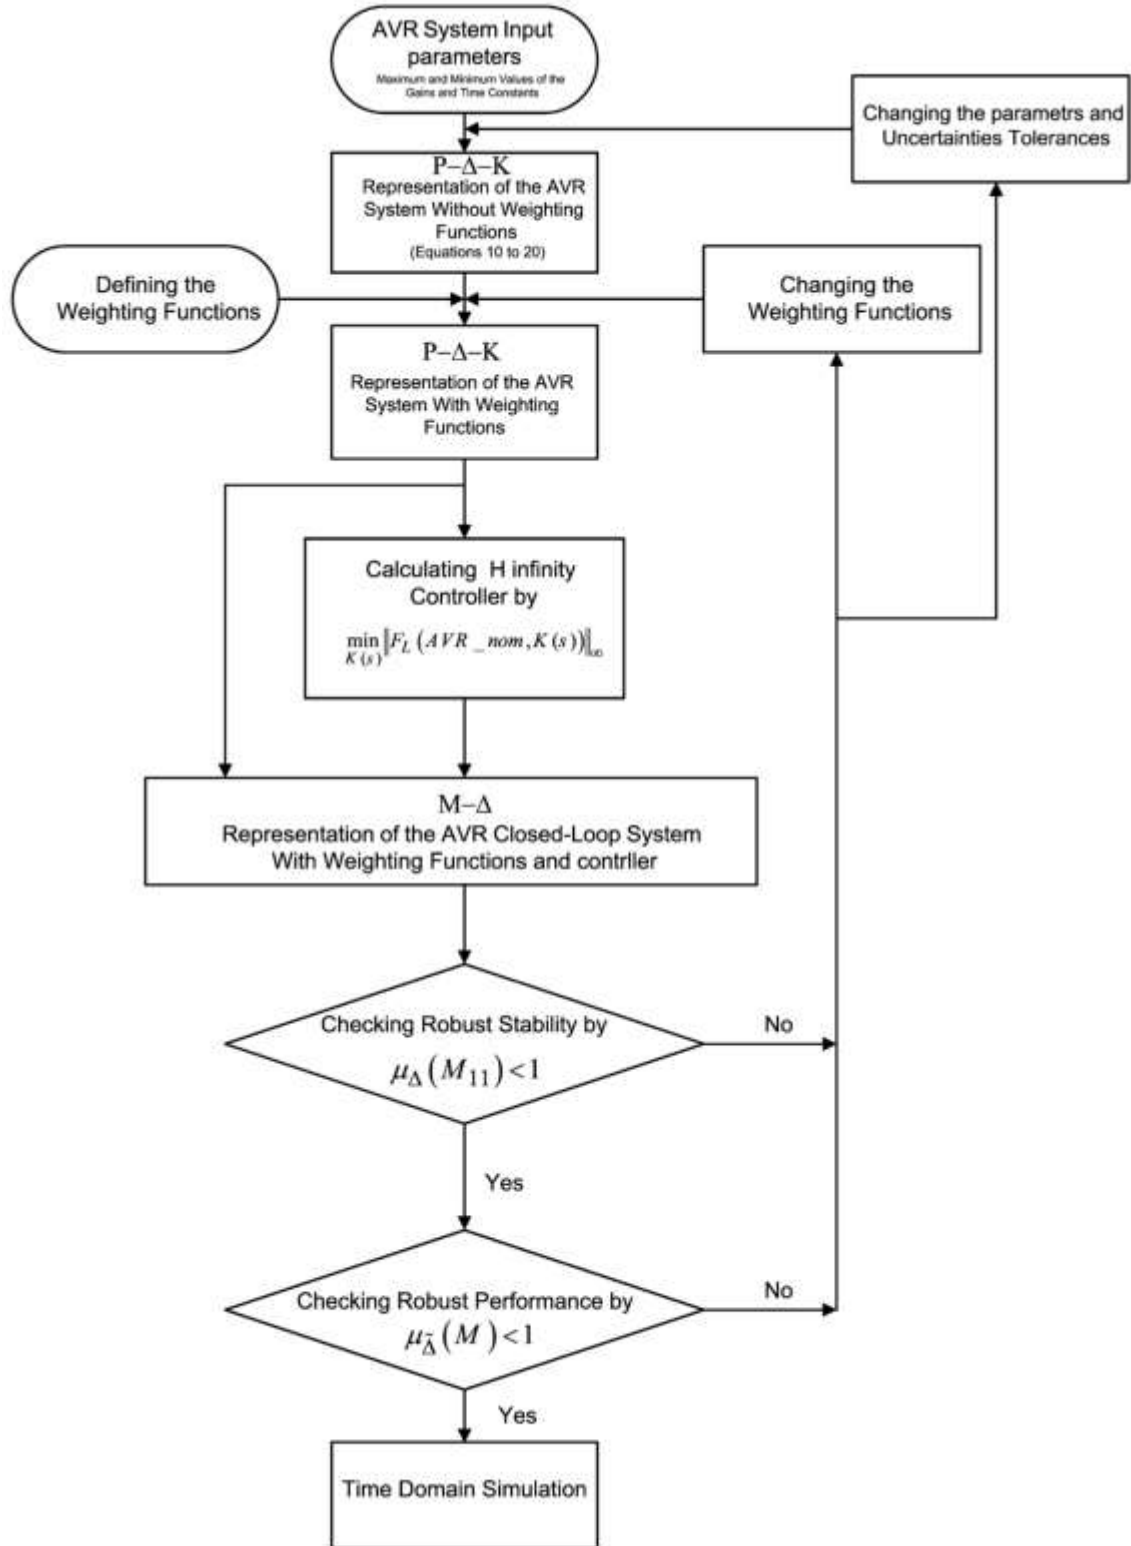 AVR System Input
parameters
Maximum and Minimum Values of the
Gains and Time Constants
Changing the parametrs and
Uncertainties Tolerances
P–Δ–K
Representation of the AVR
System Without Weighting
Functions
(Equations 10 to 20)
Defining the
Weighting Functions
Changing the
Weighting Functions
P–Δ–K
Representation of the AVR
System With Weighting
Functions
Calculating H infinity
Controller by
min ‖F_L (AVR _ nom, K (s))‖∞
K (s)
M–Δ
Representation of the AVR Closed-Loop System
With Weighting Functions and contrller
Checking Robust Stability by
μ_Δ (M₁₁) < 1
No
Yes
Checking Robust Performance by
μ_Δ̃ (M ) < 1
No
Yes
Time Domain Simulation